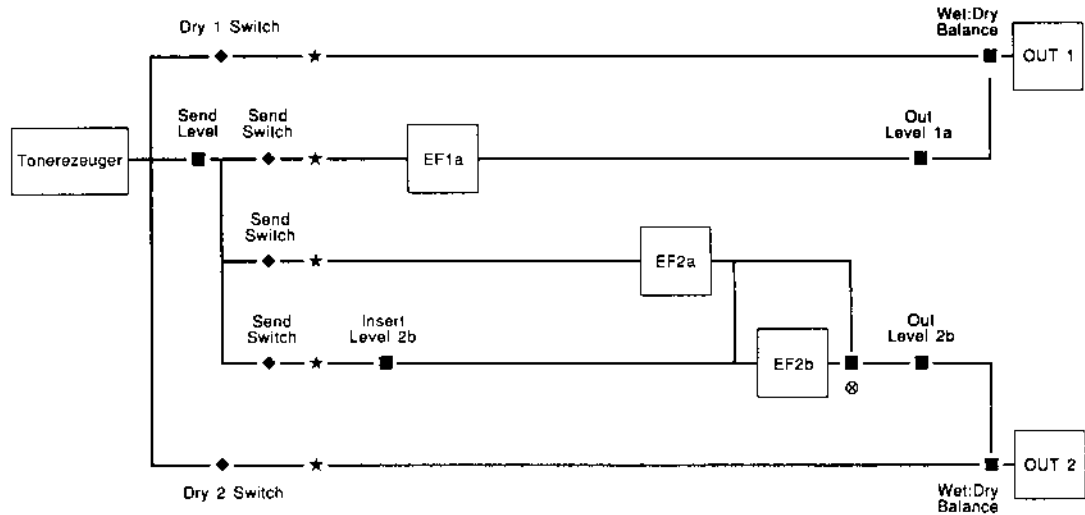 Dry 1 Switch
Wet:Dry
Balance
OUT 1
Send
Level
Send
Switch
Out
Level 1a
Tonerezeuger
EF1a
Send
Switch
EF2a
Send
Switch
Insert
Level 2b
Out
Level 2b
EF2b
Dry 2 Switch
Wet:Dry
Balance
OUT 2